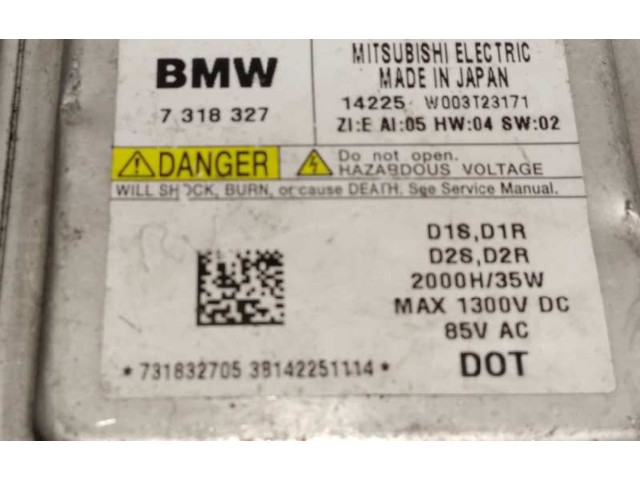 BMW
7 318 327
MITSUBISHI ELECTRIC
MADE IN JAPAN
14225 W003T23171
ZI:E AI:05 HW:04 SW:02
DANGER
Do not open.
HAZARDOUS VOLTAGE
WILL SHOCK, BURN, or cause DEATH. See Service Manual.
D1S,D1R
D2S,D2R
2000H/35W
MAX 1300V DC
85V AC
*731832705 38142251114*
DOT